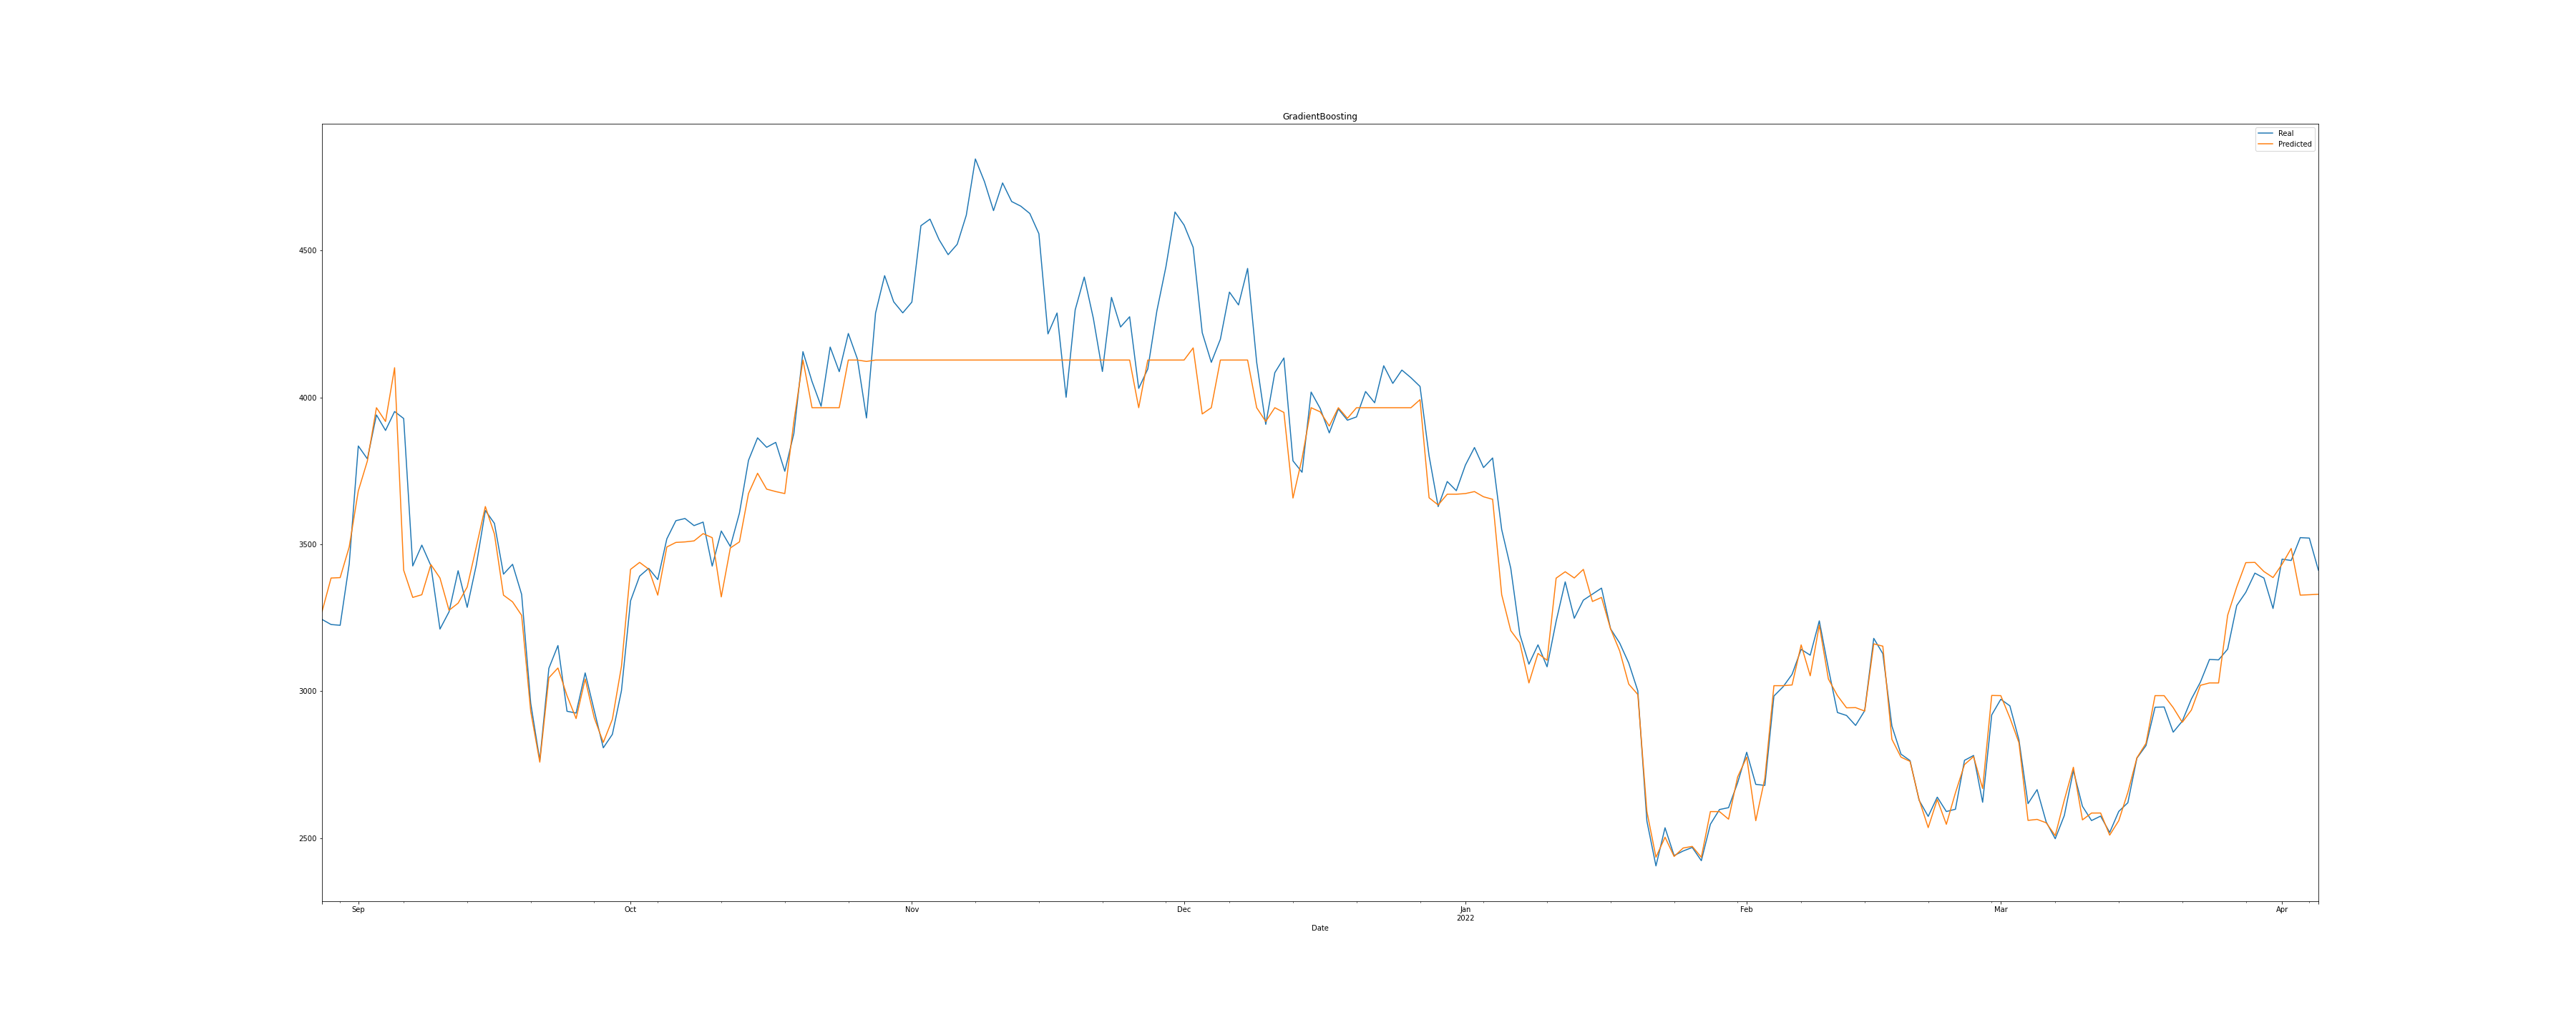 GradientBoosting
Real
Predicted
4500
4000
3500
3000
2500
Sep Oct Nov Dec Jan Feb Mar Apr
2022
Date